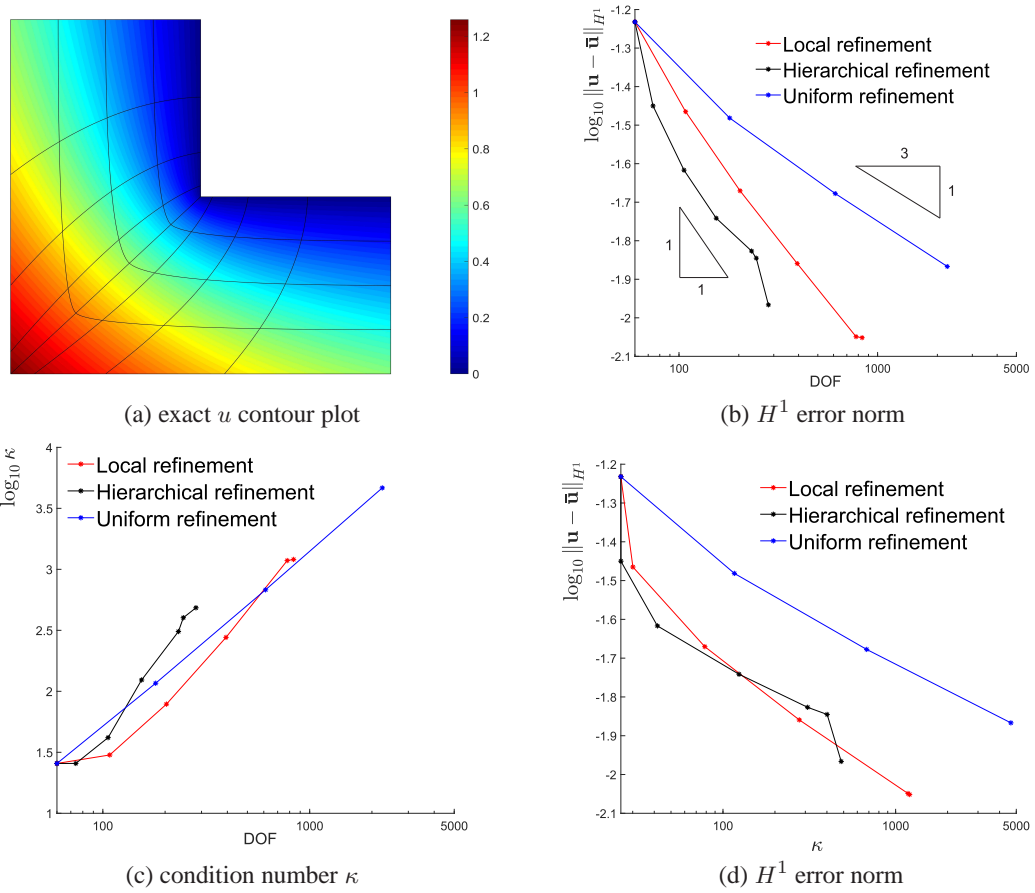 1.2
1
0.8
0.6
0.4
0.2
0
(a) exact u contour plot
log₁₀ ‖u − ū‖_{H¹}
-1.2
-1.3
-1.4
-1.5
-1.6
-1.7
-1.8
-1.9
-2
-2.1
Local refinement
Hierarchical refinement
Uniform refinement
3
1
1
1
100
1000
5000
DOF
(b) H¹ error norm
log₁₀ κ
4
3.5
3
2.5
2
1.5
1
Local refinement
Hierarchical refinement
Uniform refinement
100
1000
5000
DOF
(c) condition number κ
log₁₀ ‖u − ū‖_{H¹}
-1.2
-1.3
-1.4
-1.5
-1.6
-1.7
-1.8
-1.9
-2
-2.1
Local refinement
Hierarchical refinement
Uniform refinement
100
1000
5000
κ
(d) H¹ error norm